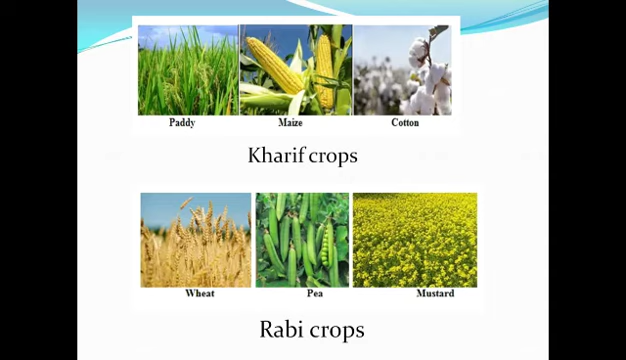 Paddy Maize Cotton
Kharif crops
Wheat Pea Mustard
Rabi crops